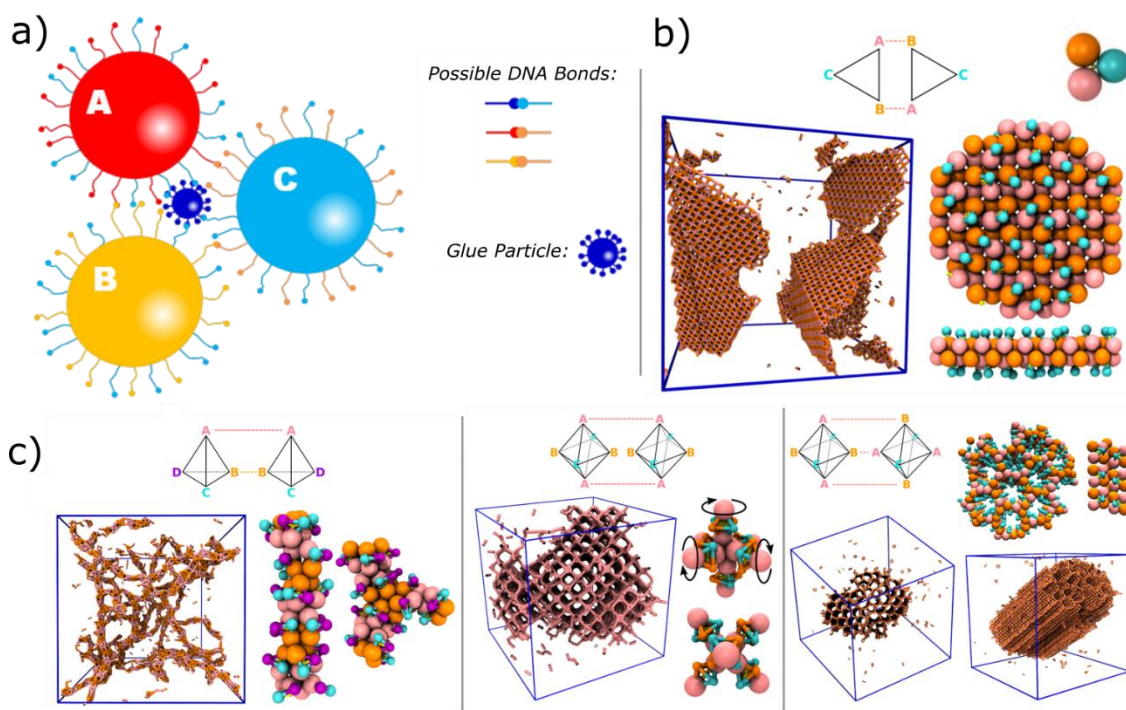 a)
A
B
C
Possible DNA Bonds:
Glue Particle:
b)
A B
C C
B A
c)
A A
D B B D
C C
A A
C C
B B B B
C C
A A
A B
C C
B B A A
C C
A B